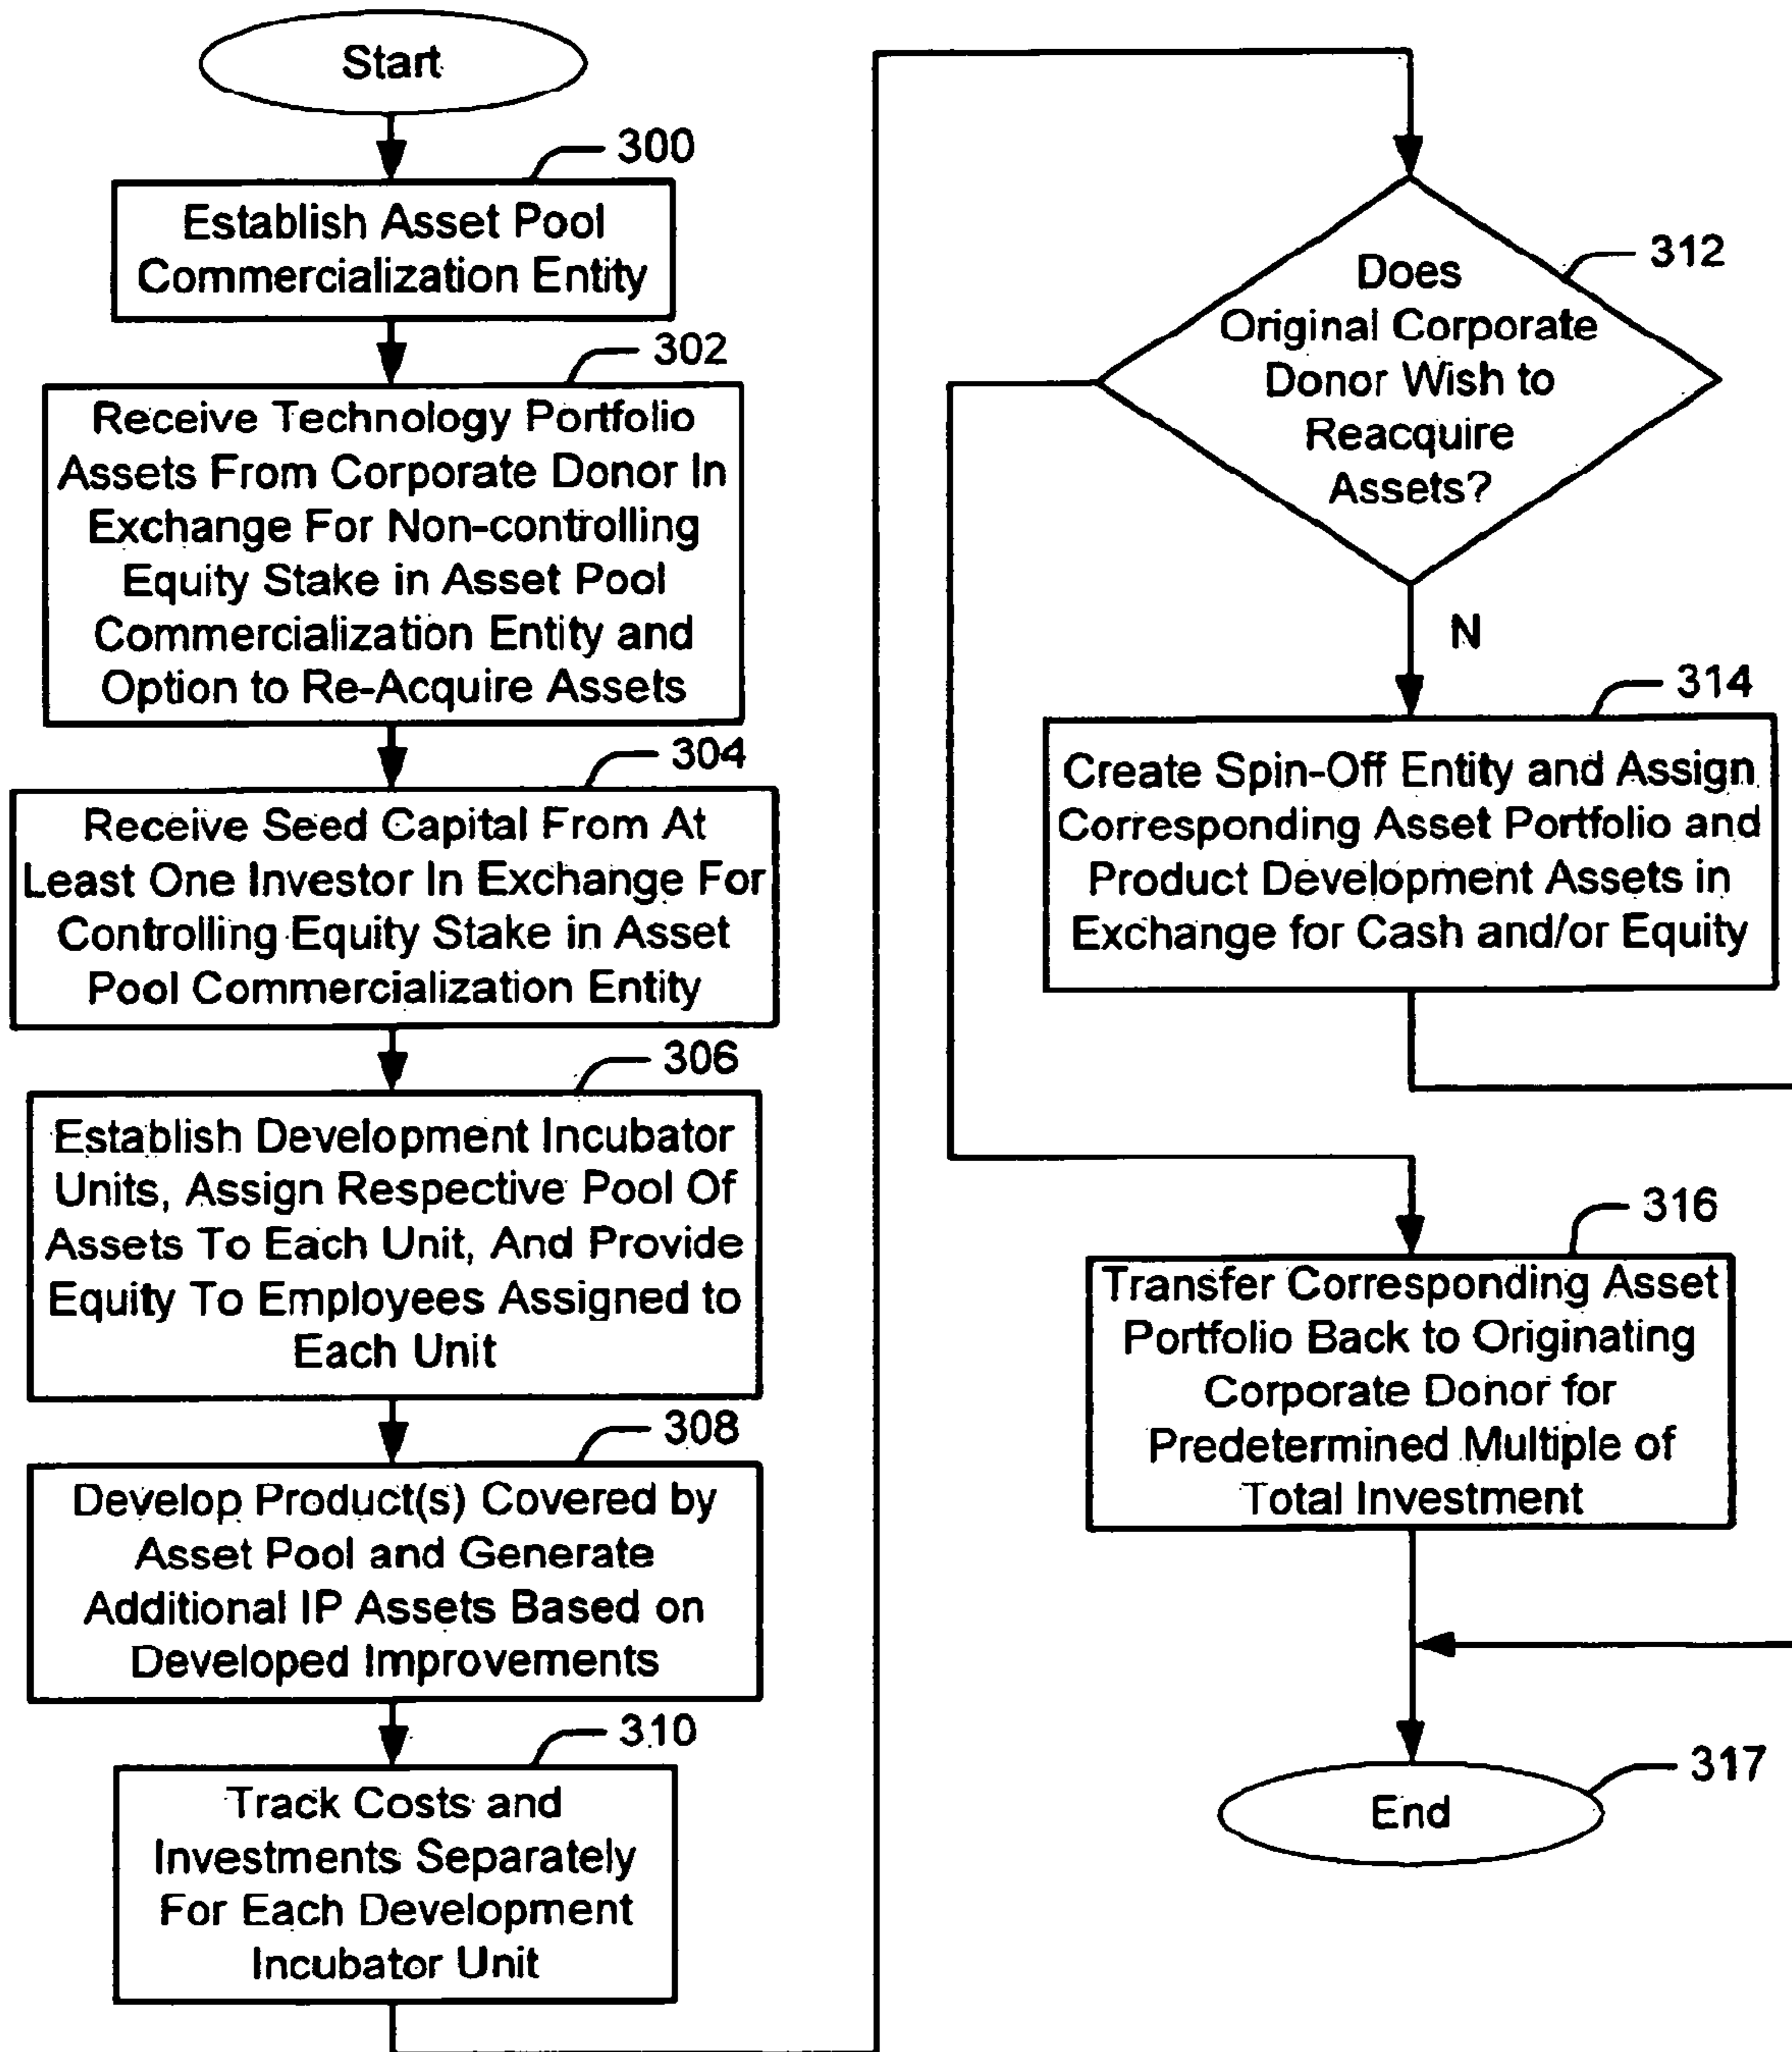 Start
300
Establish Asset Pool
Commercialization Entity
302
Receive Technology Portfolio
Assets From Corporate Donor In
Exchange For Non-controlling
Equity Stake in Asset Pool
Commercialization Entity and
Option to Re-Acquire Assets
304
Receive Seed Capital From At
Least One Investor In Exchange For
Controlling Equity Stake in Asset
Pool Commercialization Entity
306
Establish Development Incubator
Units, Assign Respective Pool Of
Assets To Each Unit, And Provide
Equity To Employees Assigned to
Each Unit
308
Develop Product(s) Covered by
Asset Pool and Generate
Additional IP Assets Based on
Developed Improvements
310
Track Costs and
Investments Separately
For Each Development
Incubator Unit
312
Does
Original Corporate
Donor Wish to
Reacquire
Assets?
N
314
Create Spin-Off Entity and Assign
Corresponding Asset Portfolio and
Product Development Assets in
Exchange for Cash and/or Equity
316
Transfer Corresponding Asset
Portfolio Back to Originating
Corporate Donor for
Predetermined Multiple of
Total Investment
317
End